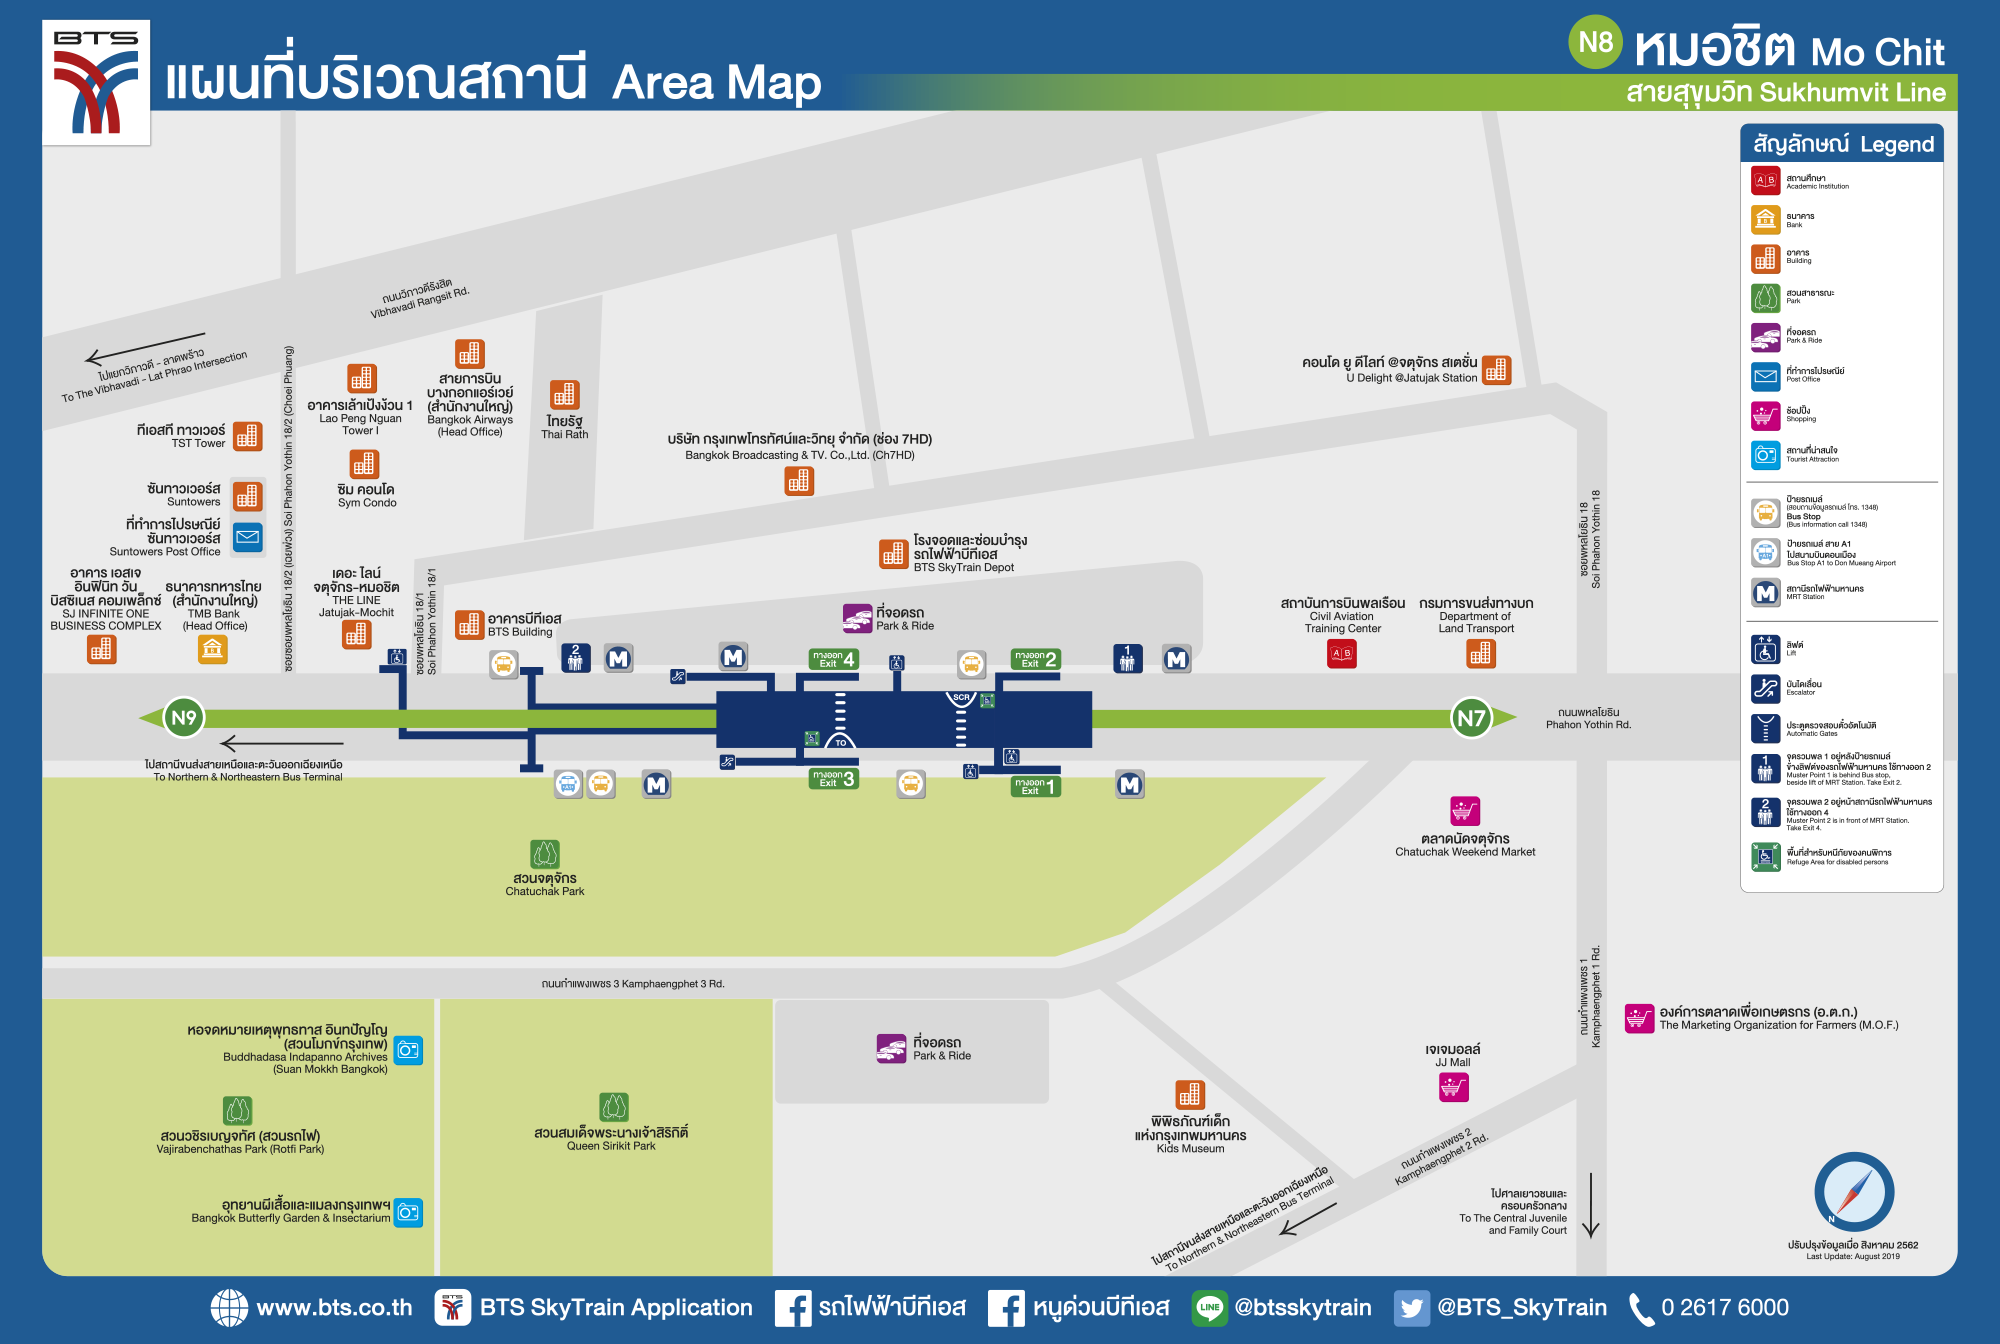 BTS
แผนที่บริเวณสถานี Area Map
N8 หมอชิต Mo Chit
สายสุขุมวิท Sukhumvit Line
สัญลักษณ์ Legend
A B
สถานศึกษา
Academic Institution
ธนาคาร
Bank
อาคาร
Building
สวนสาธารณะ
Park
ที่จอดรถ
Park & Ride
ที่ทำการไปรษณีย์
Post Office
ช้อปปิ้ง
Shopping
สถานที่น่าสนใจ
Tourist Attraction
ป้ายรถเมล์
(สอบถามข้อมูลรถเมล์ โทร. 1348)
Bus Stop
(Bus information call 1348)
A1
ป้ายรถเมล์ สาย A1
ไปสนามบินดอนเมือง
Bus Stop A1 to Don Mueang Airport
M
สถานีรถไฟฟ้ามหานคร
MRT Station
ลิฟต์
Lift
บันไดเลื่อน
Escalator
ประตูตรวจสอบตั๋วอัตโนมัติ
Automatic Gates
1
จุดรวมพล 1 อยู่หลังป้ายรถเมล์
ข้างลิฟต์ของรถไฟฟ้ามหานคร ใช้ทางออก 2
Muster Point 1 is behind Bus stop,
beside lift of MRT Station. Take Exit 2.
2
จุดรวมพล 2 อยู่หน้าสถานีรถไฟฟ้ามหานคร
ใช้ทางออก 4
Muster Point 2 is in front of MRT Station.
Take Exit 4.
พื้นที่สำหรับหนีภัยของคนพิการ
Refuge Area for disabled persons
ถนนวิภาวดีรังสิต
Vibhavadi Rangsit Rd.
ไปแยกวิภาวดี - ลาดพร้าว
To The Vibhavadi - Lat Phrao Intersection
ซอยซอยพหลโยธิน 18/2 (เฉยพ่วง) Soi Phahon Yothin 18/2 (Choei Phuang)
อาคารเล้าเป้งง้วน 1
Lao Peng Nguan
Tower I
สายการบิน
บางกอกแอร์เวย์
(สำนักงานใหญ่)
Bangkok Airways
(Head Office)
ไทยรัฐ
Thai Rath
ทีเอสที ทาวเวอร์
TST Tower
ซันทาวเวอร์ส
Suntowers
ที่ทำการไปรษณีย์
ซันทาวเวอร์ส
Suntowers Post Office
ซิม คอนโด
Sym Condo
บริษัท กรุงเทพโทรทัศน์และวิทยุ จำกัด (ช่อง 7HD)
Bangkok Broadcasting & TV. Co.,Ltd. (Ch7HD)
คอนโด ยู ดีไลท์ @จตุจักร สเตชั่น
U Delight @Jatujak Station
อาคาร เอสเจ
อินฟินิท วัน
บิสซิเนส คอมเพล็กซ์
SJ INFINITE ONE
BUSINESS COMPLEX
ธนาคารทหารไทย
(สำนักงานใหญ่)
TMB Bank
(Head Office)
เดอะ ไลน์
จตุจักร-หมอชิต
THE LINE
Jatujak-Mochit
ซอยพหลโยธิน 18/1
Soi Phahon Yothin 18/1
อาคารบีทีเอส
BTS Building
โรงจอดและซ่อมบำรุง
รถไฟฟ้าบีทีเอส
BTS SkyTrain Depot
ที่จอดรถ
Park & Ride
สถาบันการบินพลเรือน
Civil Aviation
Training Center
A B
กรมการขนส่งทางบก
Department of
Land Transport
ซอยพหลโยธิน 18
Soi Phahon Yothin 18
2
M
M
ทางออก
Exit 4
ทางออก
Exit 2
1
M
SCR
TO
N9
N7
ถนนพหลโยธิน
Phahon Yothin Rd.
ไปสถานีขนส่งสายเหนือและตะวันออกเฉียงเหนือ
To Northern & Northeastern Bus Terminal
A1
M
ทางออก
Exit 3
ทางออก
Exit 1
M
สวนจตุจักร
Chatuchak Park
ตลาดนัดจตุจักร
Chatuchak Weekend Market
ถนนกำแพงเพชร 3 Kamphaengphet 3 Rd.
ถนนกำแพงเพชร 1
Kamphaengphet 1 Rd.
องค์การตลาดเพื่อเกษตรกร (อ.ต.ก.)
The Marketing Organization for Farmers (M.O.F.)
หอจดหมายเหตุพุทธทาส อินทปัญโญ
(สวนโมกข์กรุงเทพ)
Buddhadasa Indapanno Archives
(Suan Mokkh Bangkok)
สวนวชิรเบญจทัศ (สวนรถไฟ)
Vajirabenchathas Park (Rotfi Park)
อุทยานผีเสื้อและแมลงกรุงเทพฯ
Bangkok Butterfly Garden & Insectarium
สวนสมเด็จพระนางเจ้าสิริกิติ์
Queen Sirikit Park
ที่จอดรถ
Park & Ride
เจเจมอลล์
JJ Mall
พิพิธภัณฑ์เด็ก
แห่งกรุงเทพมหานคร
Kids Museum
ถนนกำแพงเพชร 2
Kamphaengphet 2 Rd.
ไปสถานีขนส่งสายเหนือและตะวันออกเฉียงเหนือ
To Northern & Northeastern Bus Terminal
ไปศาลเยาวชนและ
ครอบครัวกลาง
To The Central Juvenile
and Family Court
N
ปรับปรุงข้อมูลเมื่อ สิงหาคม 2562
Last Update: August 2019
www.bts.co.th BTS BTS SkyTrain Application รถไฟฟ้าบีทีเอส หนูด่วนบีทีเอส LINE @btsskytrain @BTS_SkyTrain 0 2617 6000